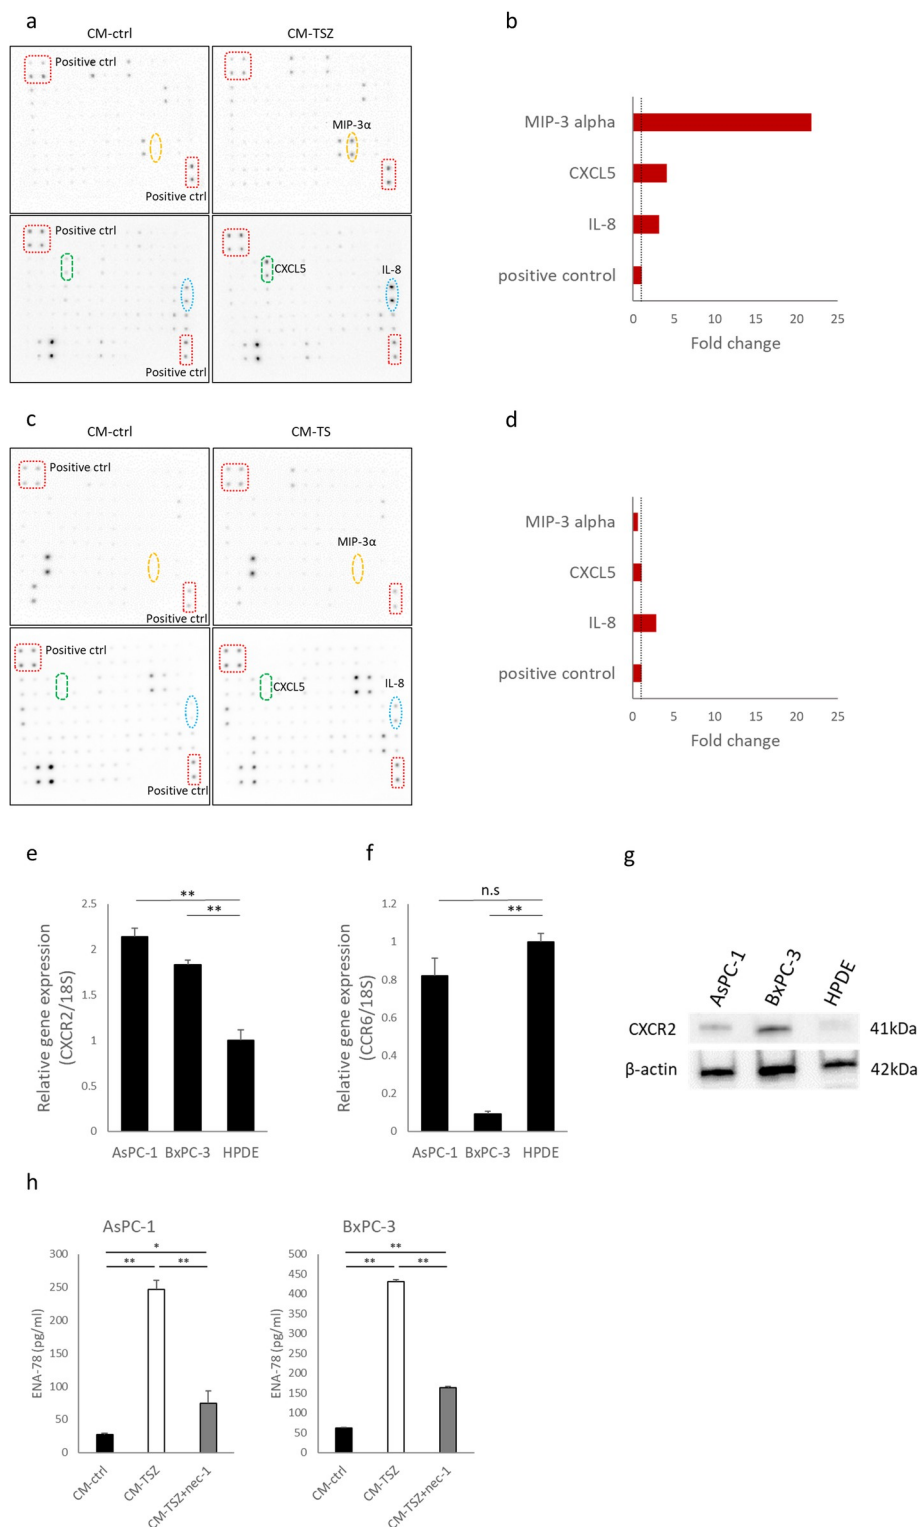 a
CM-ctrl
CM-TSZ
Positive ctrl
MIP-3α
Positive ctrl
Positive ctrl
CXCL5
IL-8
Positive ctrl
b
MIP-3 alpha
CXCL5
IL-8
positive control
0 5 10 15 20 25
Fold change
c
CM-ctrl
CM-TS
Positive ctrl
MIP-3α
Positive ctrl
Positive ctrl
CXCL5
IL-8
Positive ctrl
d
MIP-3 alpha
CXCL5
IL-8
positive control
0 5 10 15 20 25
Fold change
e
Relative gene expression
(CXCR2/18S)
2.5
2
1.5
1
0.5
0
**
**
AsPC-1 BxPC-3 HPDE
f
Relative gene expression
(CCR6/18S)
1.2
1
0.8
0.6
0.4
0.2
0
n.s
**
AsPC-1 BxPC-3 HPDE
g
AsPC-1
BxPC-3
HPDE
CXCR2 41kDa
β-actin 42kDa
h
AsPC-1
ENA-78 (pg/ml)
300
250
200
150
100
50
0
*
** **
CM-ctrl
CM-TSZ
CM-TSZ+nec-1
BxPC-3
ENA-78 (pg/ml)
500
450
400
350
300
250
200
150
100
50
0
**
** **
CM-ctrl
CM-TSZ
CM-TSZ+nec-1